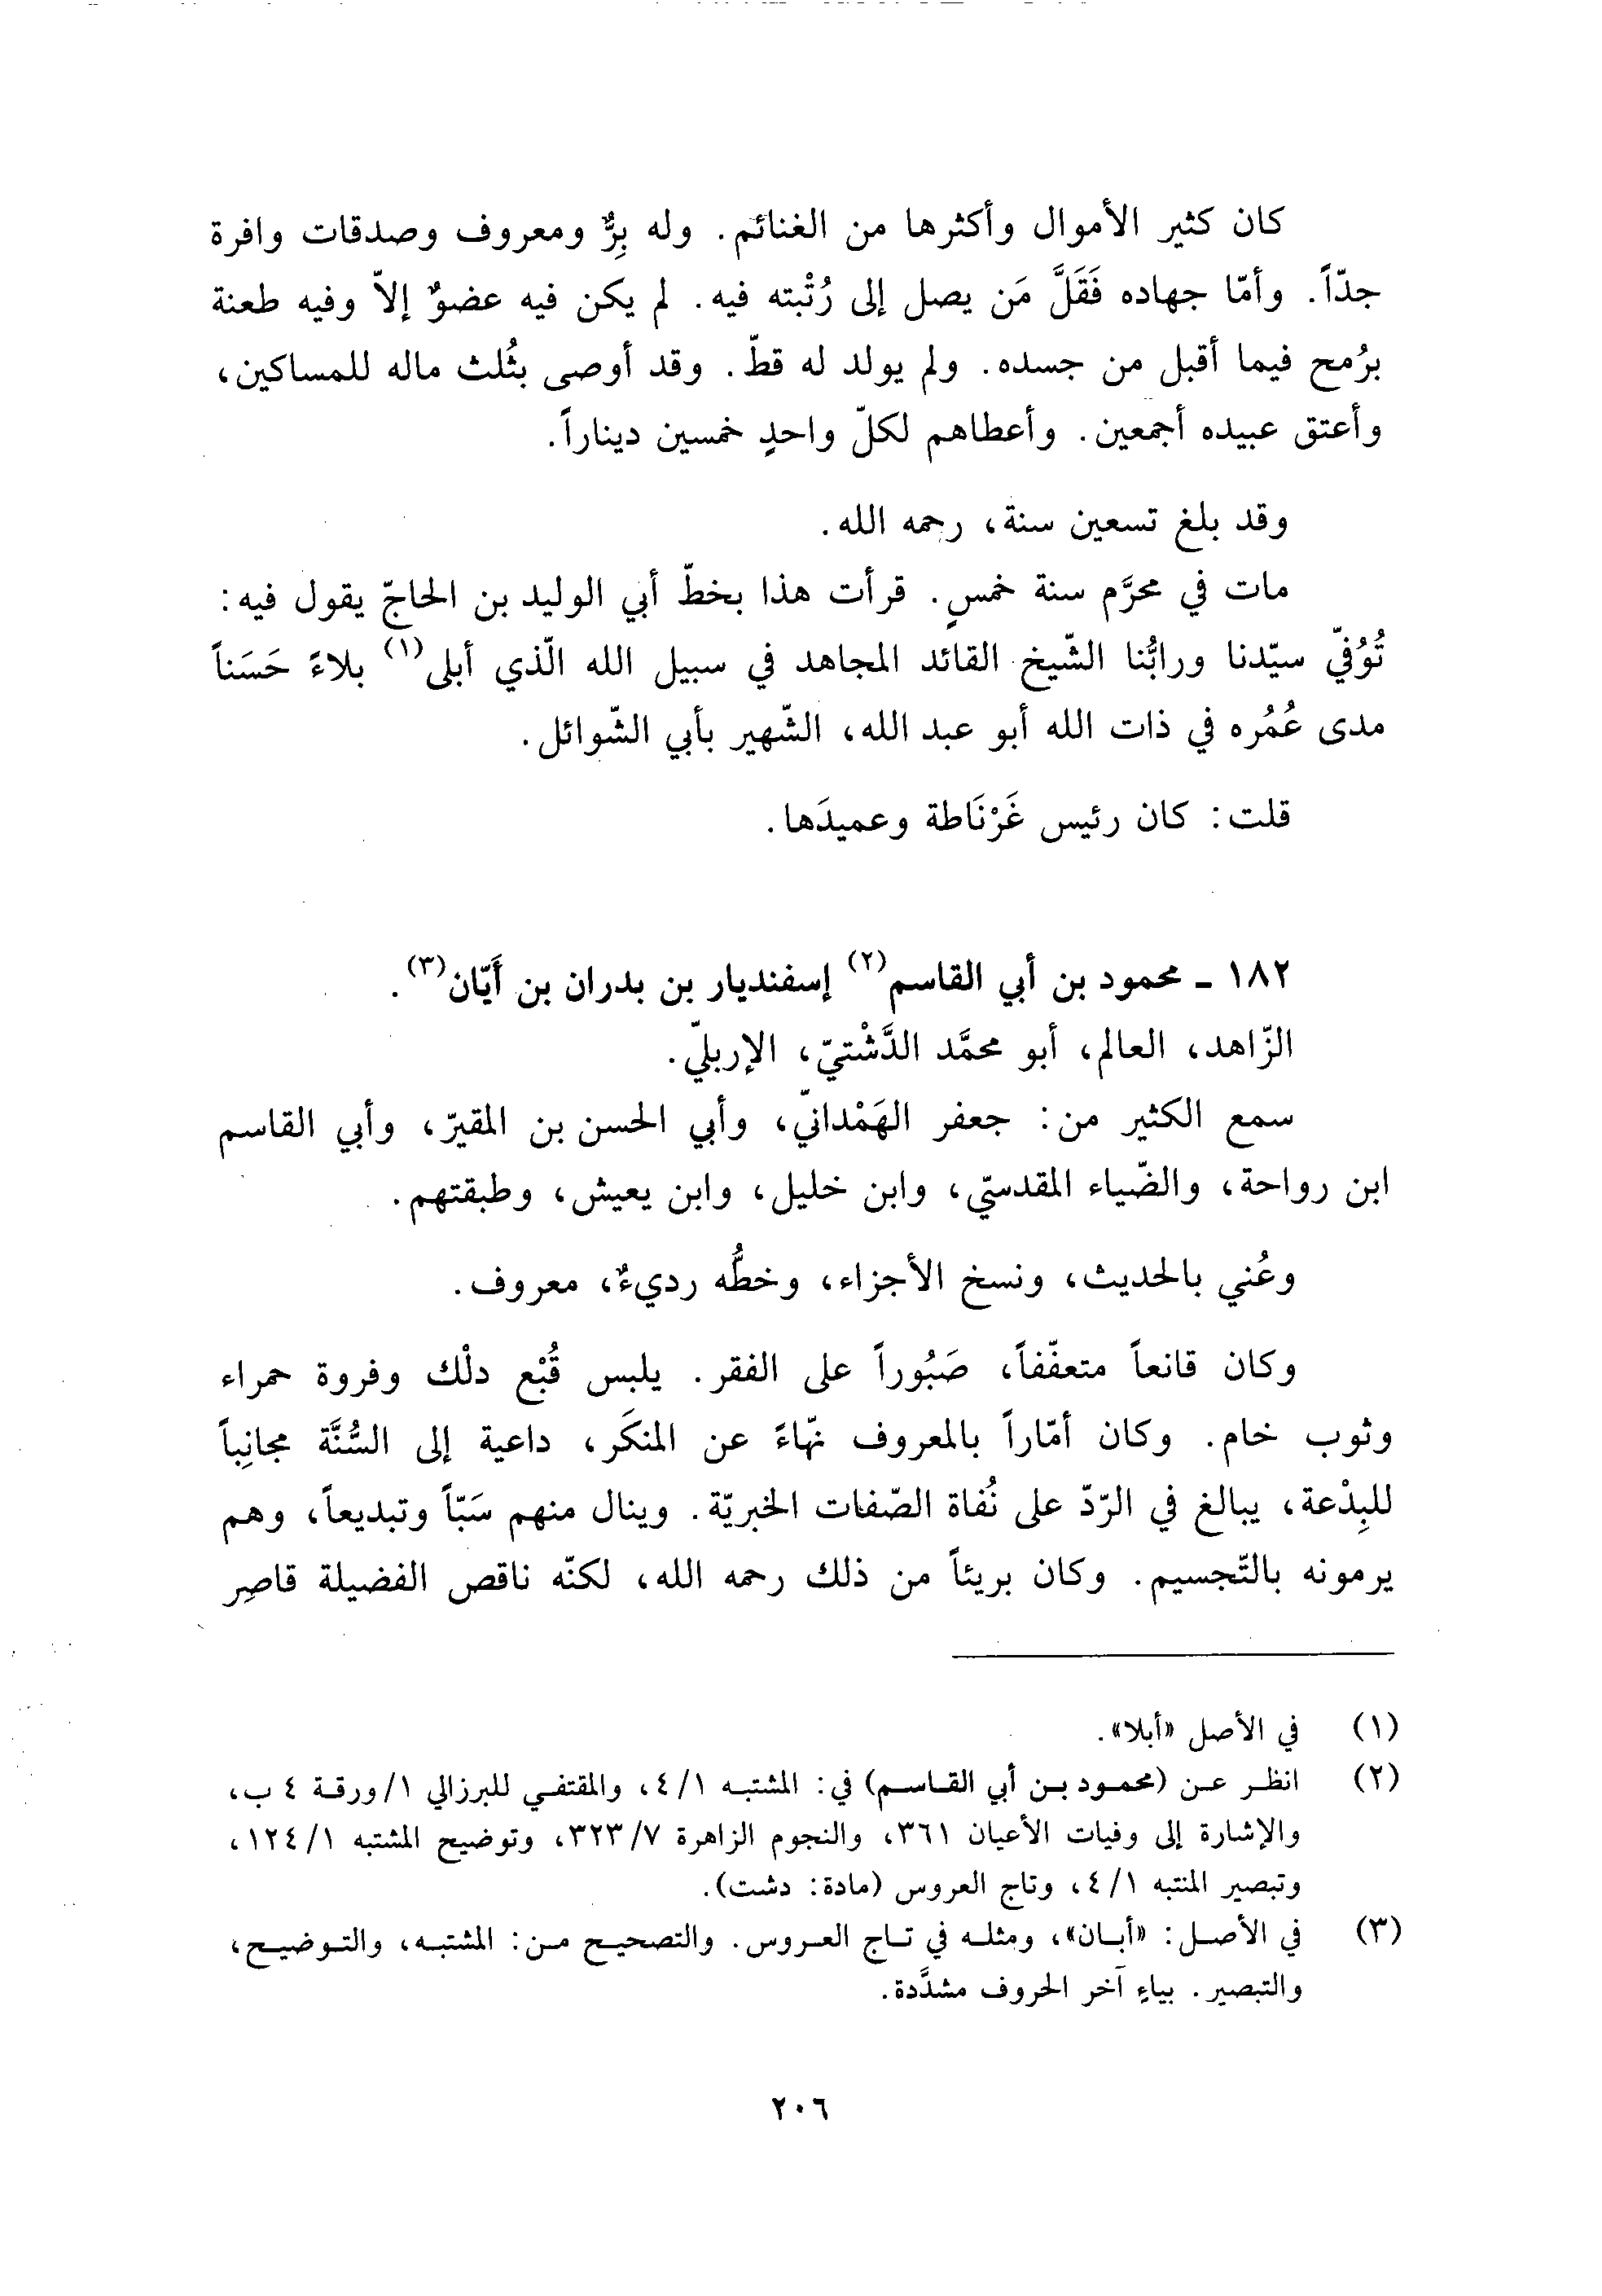 كان كثير الأموال وأكثرها من الغنائم. وله بِرٌّ ومعروف وصدقات وافرة
جدّاً. وأمّا جهاده فَقَلَّ مَن يصل إلى رُتْبته فيه. لم يكن فيه عضوٌ إلاّ وفيه طعنة
برُمح فيما أقبل من جسده. ولم يولد له قطّ. وقد أوصى بثُلث ماله للمساكين،
وأعتق عبيده أجمعين. وأعطاهم لكلّ واحدٍ خمسين ديناراً.
وقد بلغ تسعين سنة، رحمه الله.
مات في محرَّم سنة خمسٍ. قرأت هذا بخطّ أبي الوليد بن الحاجّ يقول فيه:
تُوُفّي سيّدنا ورابُّنا الشّيخ القائد المجاهد في سبيل الله الّذي أبلى(١) بلاءً حَسَناً
مدى عُمُره في ذات الله أبو عبد الله، الشّهير بأبي الشّوائل.
قلت: كان رئيس غَرْنَاطة وعميدَها.
١٨٢ ـ محمود بن أبي القاسم(٢) إسفنديار بن بدران بن أَيّان(٣).
الزّاهد، العالم، أبو محمَّد الدَّشْتيّ، الإربليّ.
سمع الكثير من: جعفر الهَمْدانيّ، وأبي الحسن بن المقيرّ، وأبي القاسم
ابن رواحة، والضّياء المقدسيّ، وابن خليل، وابن يعيش، وطبقتهم.
وعُني بالحديث، ونسخ الأجزاء، وخطُّه رديءٌ، معروف.
وكان قانعاً متعفّفاً، صَبُوراً على الفقر. يلبس قُبْع دلْك وفروة حمراء
وثوب خام. وكان أمّاراً بالمعروف نهّاءً عن المنكَر، داعية إلى السُّنَّة مجانِباً
للبِدْعة، يبالغ في الرّدّ على نُفاة الصّفات الخبريّة. وينال منهم سَبّاً وتبديعاً، وهم
يرمونه بالتّجسيم. وكان بريئاً من ذلك رحمه الله، لكنّه ناقص الفضيلة قاصِر
(١) في الأصل «أبلا».
(٢) انظر عن (محمود بن أبي القاسم) في: المشتبه ٤/١، والمقتفي للبرزالي ١/ورقة ٤ ب،
والإشارة إلى وفيات الأعيان ٣٦١، والنجوم الزاهرة ٣٢٣/٧، وتوضيح المشتبه ١٢٤/١،
وتبصير المنتبه ٤/١، وتاج العروس (مادة: دشت).
(٣) في الأصل: «أبان»، ومثله في تاج العروس. والتصحيح من: المشتبه، والتوضيح،
والتبصير. بياءٍ آخر الحروف مشدَّدة.
٢٠٦